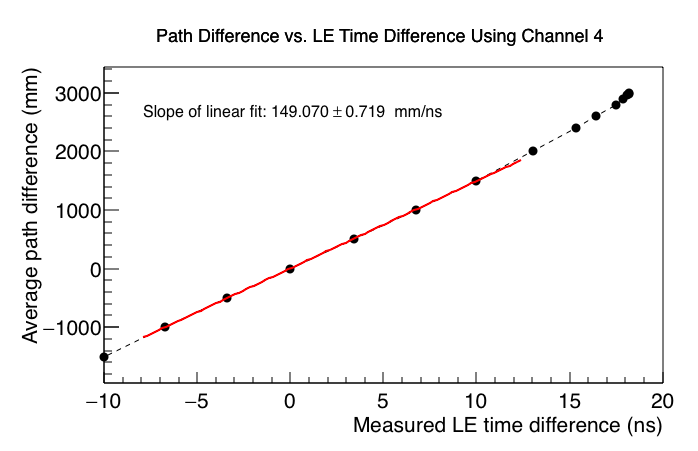 Path Difference vs. LE Time Difference Using Channel 4
Average path difference (mm)
3000
Slope of linear fit: 149.070 ± 0.719 mm/ns
2000
1000
0
−1000
−10 −5 0 5 10 15 20
Measured LE time difference (ns)